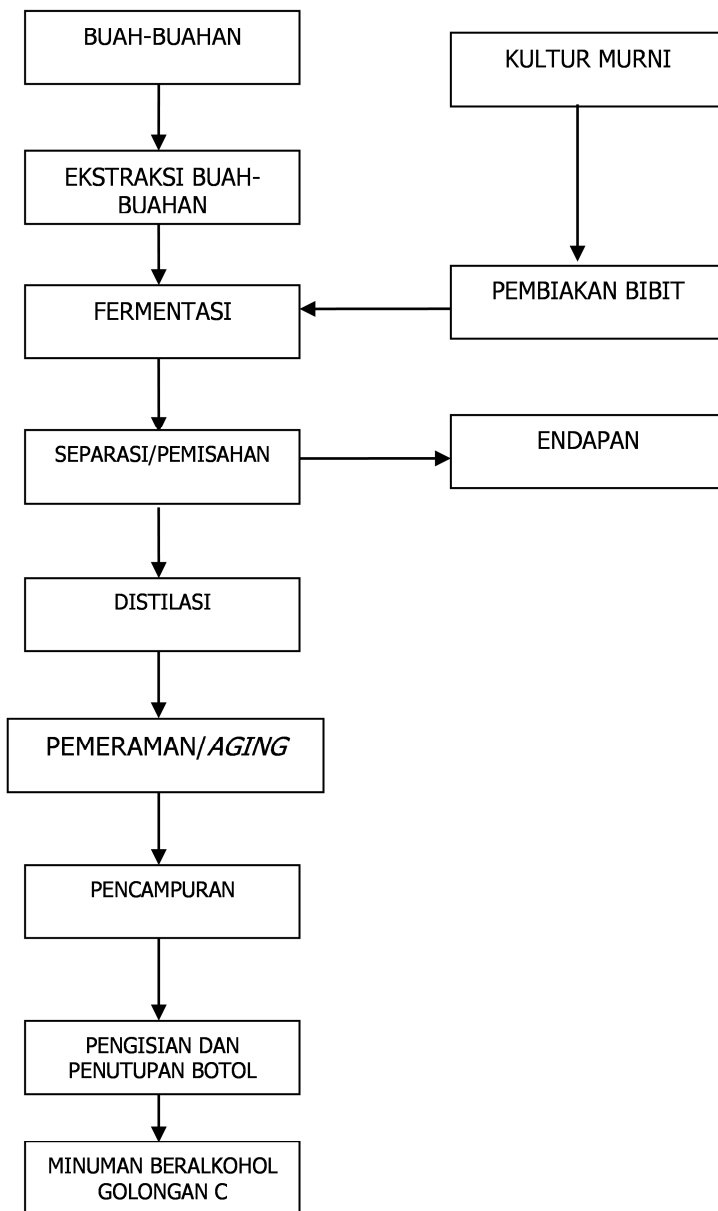 BUAH-BUAHAN
KULTUR MURNI
EKSTRAKSI BUAH-
BUAHAN
FERMENTASI
PEMBIAKAN BIBIT
SEPARASI/PEMISAHAN
ENDAPAN
DISTILASI
PEMERAMAN/AGING
PENCAMPURAN
PENGISIAN DAN
PENUTUPAN BOTOL
MINUMAN BERALKOHOL
GOLONGAN C